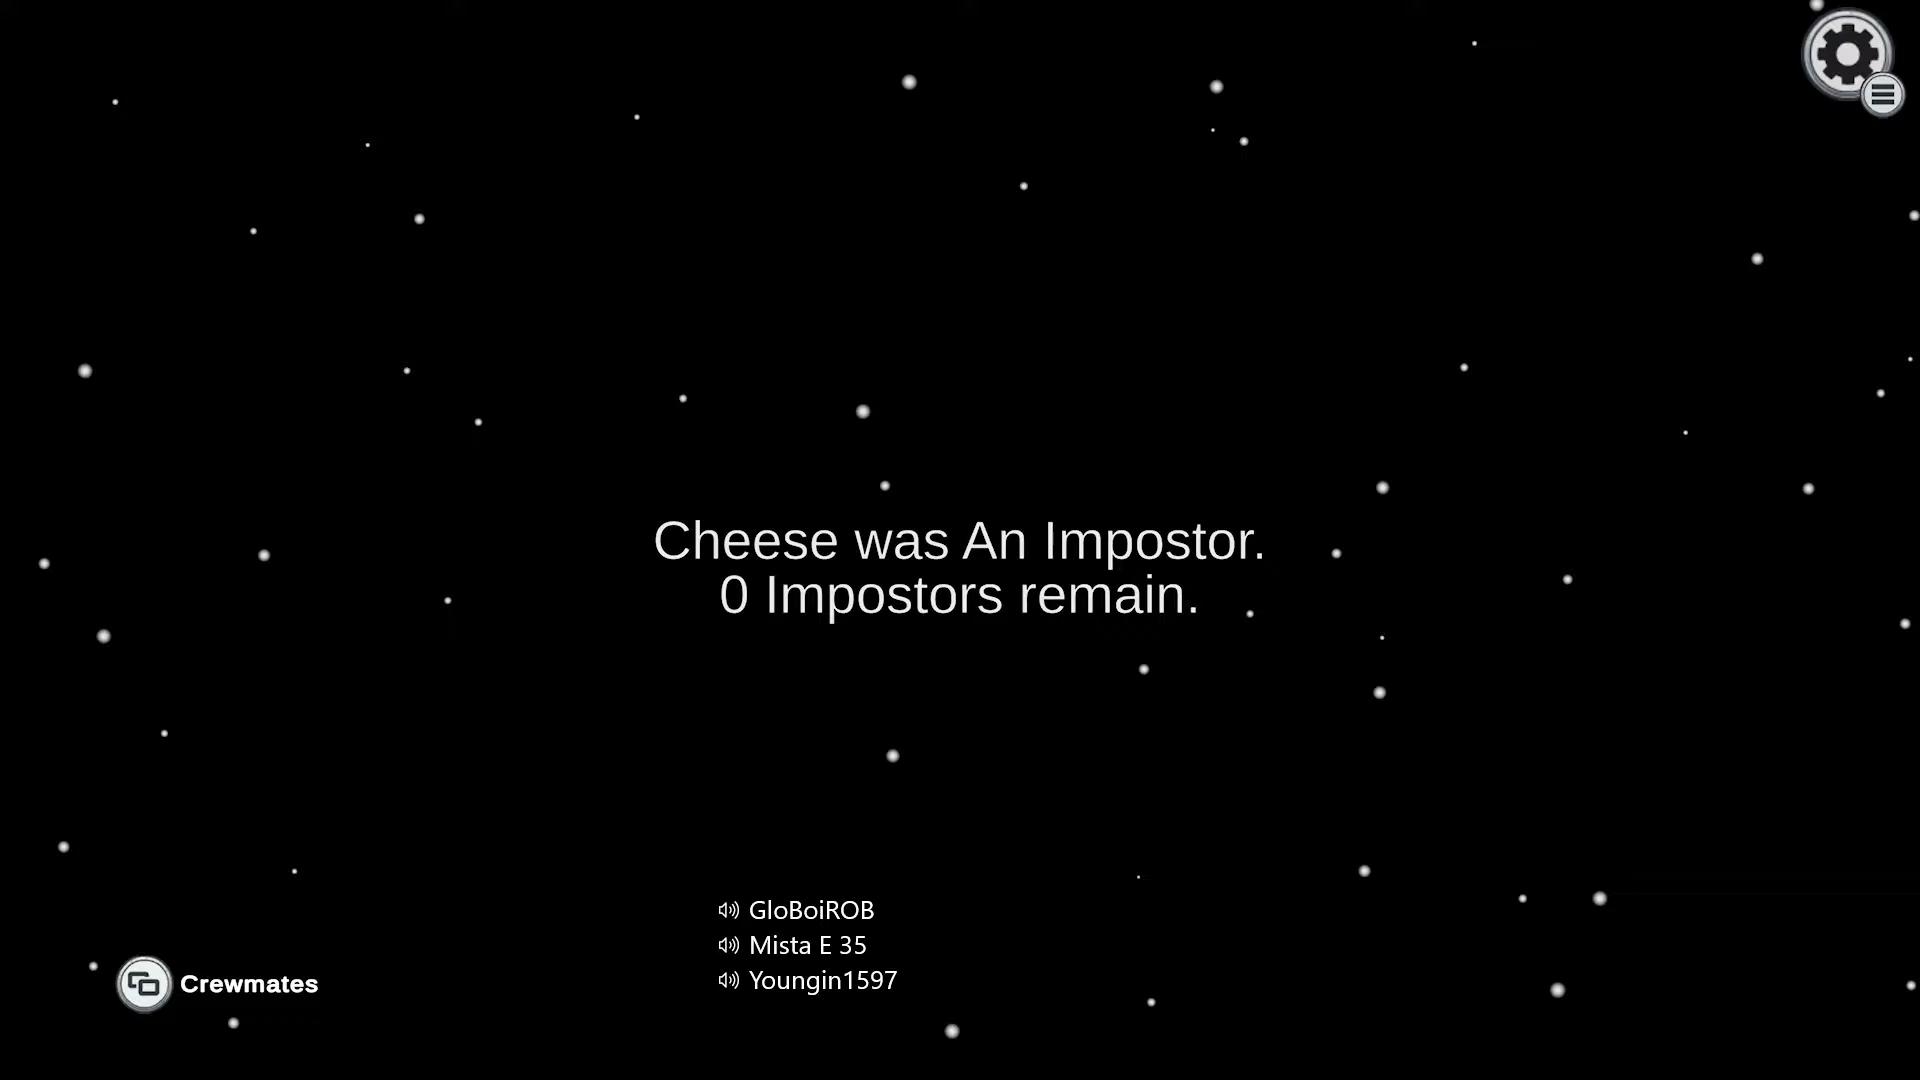 Cheese was An Impostor.
0 Impostors remain.
GloBoiROB
Mista E 35
Youngin1597
Crewmates